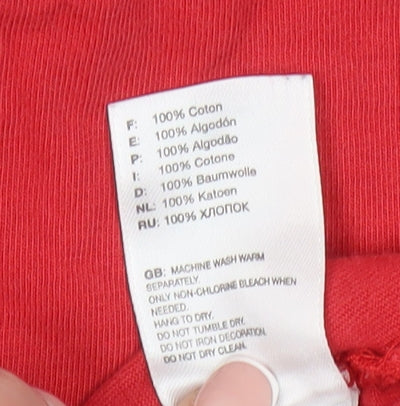 F: 100% Coton
E: 100% Algodón
P: 100% Algodão
I: 100% Cotone
D: 100% Baumwolle
NL: 100% Katoen
RU: 100% ХЛОПОК
GB: MACHINE WASH WARM
SEPARATELY.
ONLY NON-CHLORINE BLEACH WHEN
NEEDED.
HANG TO DRY.
DO NOT TUMBLE DRY.
DO NOT IRON DECORATION.
DO NOT DRY CLEAN.